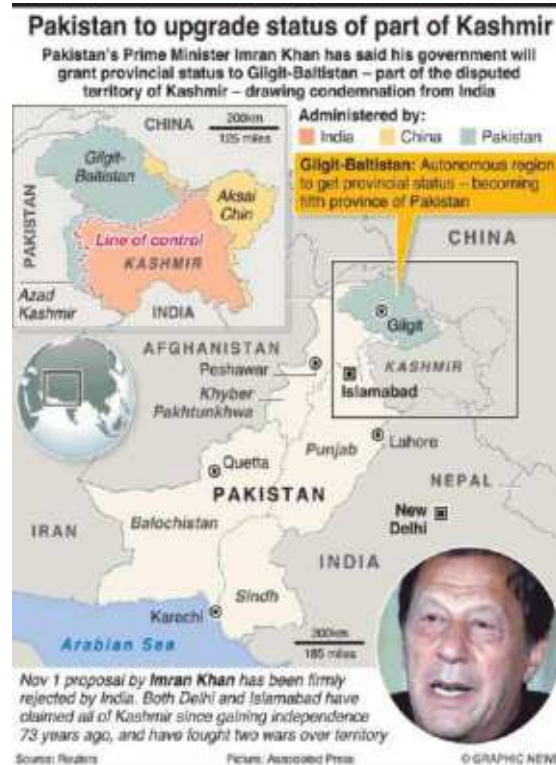 Pakistan to upgrade status of part of Kashmir
Pakistan's Prime Minister Imran Khan has said his government will
grant provincial status to Gilgit-Baltistan – part of the disputed
territory of Kashmir – drawing condemnation from India
CHINA
200km
125 miles
Gilgit-
Baltistan
Aksai
Chin
PAKISTAN
Line of control
KASHMIR
Azad
Kashmir
INDIA
Administered by:
India China Pakistan
Gilgit-Baltistan: Autonomous region
to get provincial status – becoming
fifth province of Pakistan
CHINA
Gilgit
AFGHANISTAN
KASHMIR
Peshawar
Islamabad
Khyber
Pakhtunkhwa
Punjab
Lahore
Quetta
NEPAL
PAKISTAN
New
Delhi
IRAN
Balochistan
INDIA
Sindh
Karachi
Arabian Sea
300km
185 miles
Nov 1 proposal by Imran Khan has been firmly
rejected by India. Both Delhi and Islamabad have
claimed all of Kashmir since gaining independence
73 years ago, and have fought two wars over territory
Source: Reuters
Picture: Associated Press
© GRAPHIC NEWS